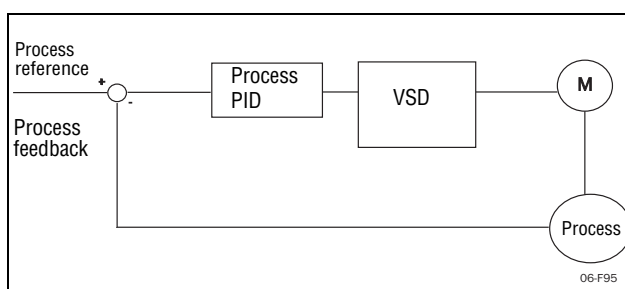 Process
reference
+
-
Process
feedback
Process
PID
VSD
M
Process
06-F95